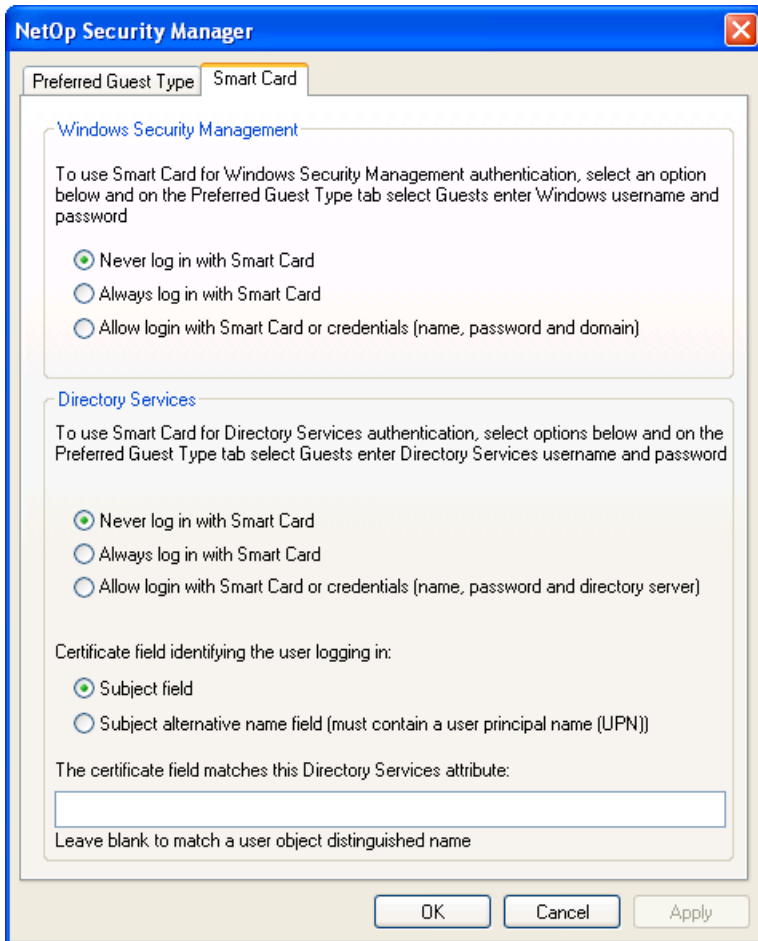 NetOp Security Manager
Preferred Guest Type
Smart Card
Windows Security Management
To use Smart Card for Windows Security Management authentication, select an option
below and on the Preferred Guest Type tab select Guests enter Windows username and
password
Never log in with Smart Card
Always log in with Smart Card
Allow login with Smart Card or credentials (name, password and domain)
Directory Services
To use Smart Card for Directory Services authentication, select options below and on the
Preferred Guest Type tab select Guests enter Directory Services username and password
Never log in with Smart Card
Always log in with Smart Card
Allow login with Smart Card or credentials (name, password and directory server)
Certificate field identifying the user logging in:
Subject field
Subject alternative name field (must contain a user principal name (UPN))
The certificate field matches this Directory Services attribute:
Leave blank to match a user object distinguished name
OK
Cancel
Apply